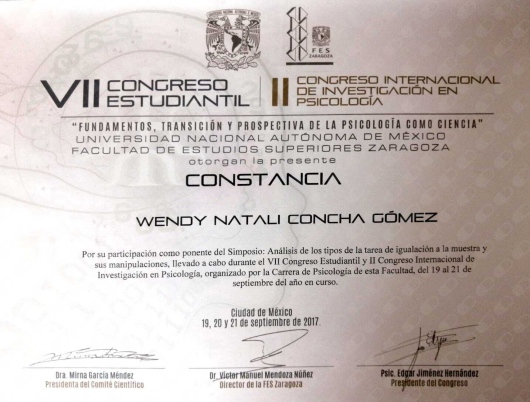 FES
ZARAGOZA
VII CONGRESO ESTUDIANTIL
II CONGRESO INTERNACIONAL DE INVESTIGACIÓN EN PSICOLOGÍA
"FUNDAMENTOS, TRANSICIÓN Y PROSPECTIVA DE LA PSICOLOGÍA COMO CIENCIA"
UNIVERSIDAD NACIONAL AUTÓNOMA DE MÉXICO
FACULTAD DE ESTUDIOS SUPERIORES ZARAGOZA
otorgan la presente
CONSTANCIA
WENDY NATALI CONCHA GÓMEZ
Por su participación como ponente del Simposio: Análisis de los tipos de la tarea de igualación a la muestra y
sus manipulaciones, llevado a cabo durante el VII Congreso Estudiantil y II Congreso Internacional de
Investigación en Psicología, organizado por la Carrera de Psicología de esta Facultad, del 19 al 21 de
septiembre del año en curso.
Ciudad de México
19, 20 y 21 de septiembre de 2017.
Dra. Mirna García Méndez
Presidenta del Comité Científico
Dr. Víctor Manuel Mendoza Núñez
Director de la FES Zaragoza
Psic. Edgar Jiménez Hernández
Presidente del Congreso